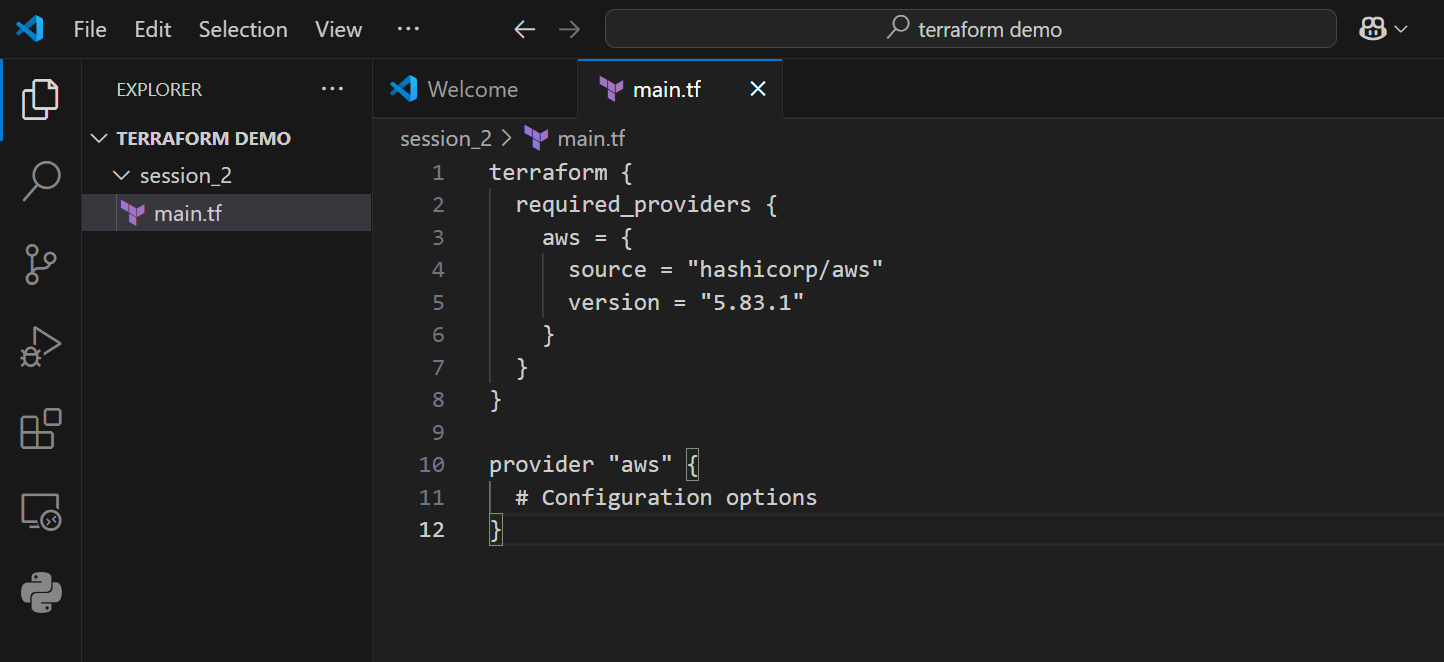 File Edit Selection View ··· terraform demo
EXPLORER ···
TERRAFORM DEMO
session_2
main.tf
Welcome main.tf
session_2 > main.tf
1 terraform {
2 required_providers {
3 aws = {
4 source = "hashicorp/aws"
5 version = "5.83.1"
6 }
7 }
8 }
9
10 provider "aws" {
11 # Configuration options
12 }